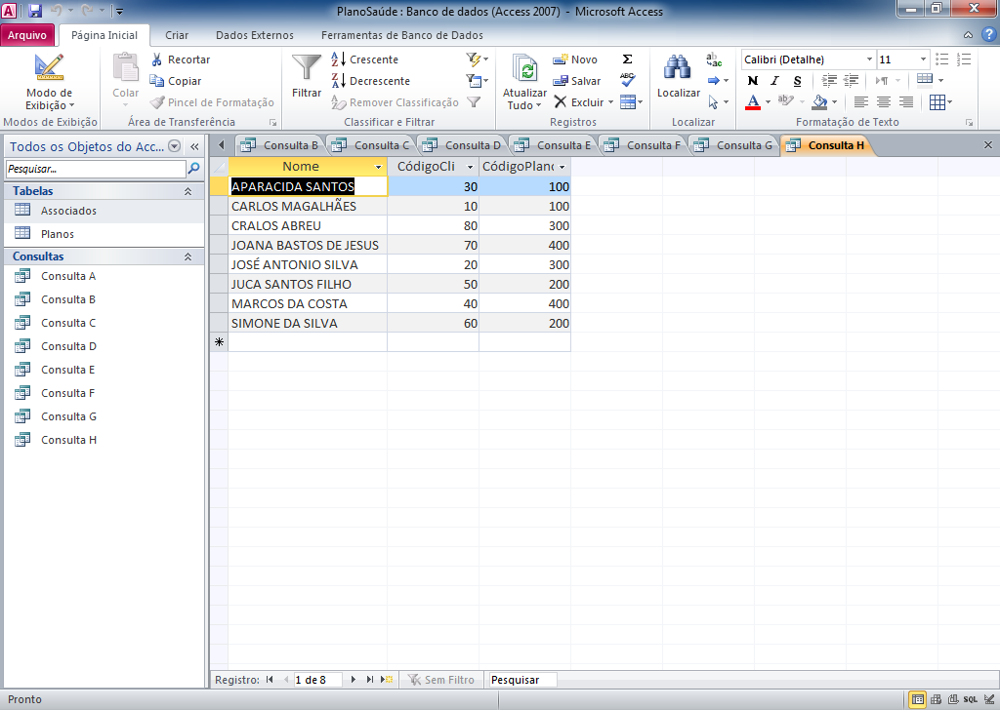 PlanoSaúde : Banco de dados (Access 2007) - Microsoft Access
Arquivo Página Inicial Criar Dados Externos Ferramentas de Banco de Dados
Modo de Exibição
Modos de Exibição
Colar
Recortar
Copiar
Pincel de Formatação
Área de Transferência
Filtrar
Crescente
Decrescente
Remover Classificação
Classificar e Filtrar
Atualizar Tudo
Novo
Salvar
Excluir
Registros
Localizar
Localizar
Calibri (Detalhe) 11
N I S
Formatação de Texto
Todos os Objetos do Acc...
Pesquisar...
Tabelas
Associados
Planos
Consultas
Consulta A
Consulta B
Consulta C
Consulta D
Consulta E
Consulta F
Consulta G
Consulta H
Consulta B Consulta C Consulta D Consulta E Consulta F Consulta G Consulta H
Nome CódigoCli CódigoPlano
APARACIDA SANTOS 30 100
CARLOS MAGALHÃES 10 100
CRALOS ABREU 80 300
JOANA BASTOS DE JESUS 70 400
JOSÉ ANTONIO SILVA 20 300
JUCA SANTOS FILHO 50 200
MARCOS DA COSTA 40 400
SIMONE DA SILVA 60 200
Registro: 1 de 8 Sem Filtro Pesquisar
Pronto SQL